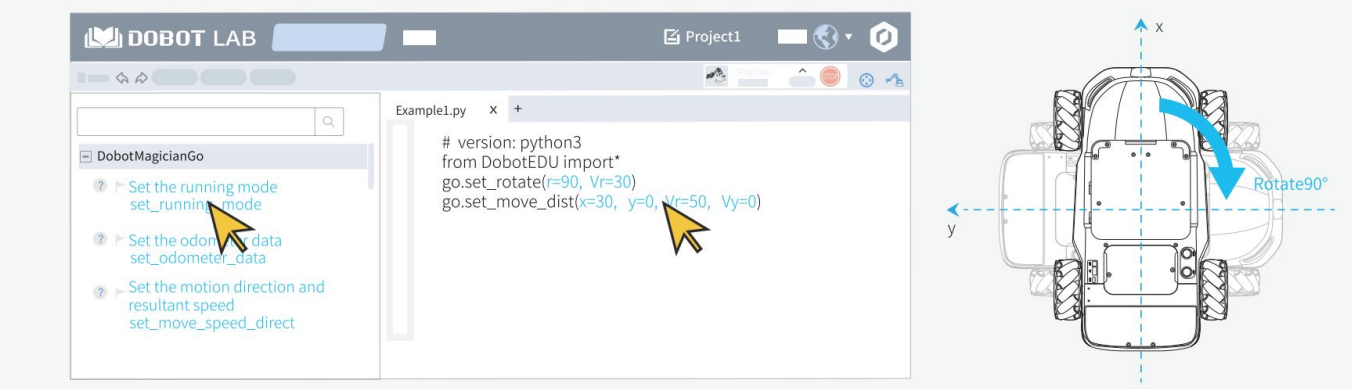 DOBOT LAB
Project1
STOP
Example1.py x +
DobotMagicianGo
Set the running mode
set_running_mode
Set the odometer data
set_odometer_data
Set the motion direction and
resultant speed
set_move_speed_direct
# version: python3
from DobotEDU import*
go.set_rotate(r=90, Vr=30)
go.set_move_dist(x=30, y=0, Vr=50, Vy=0)
x
Rotate90°
y